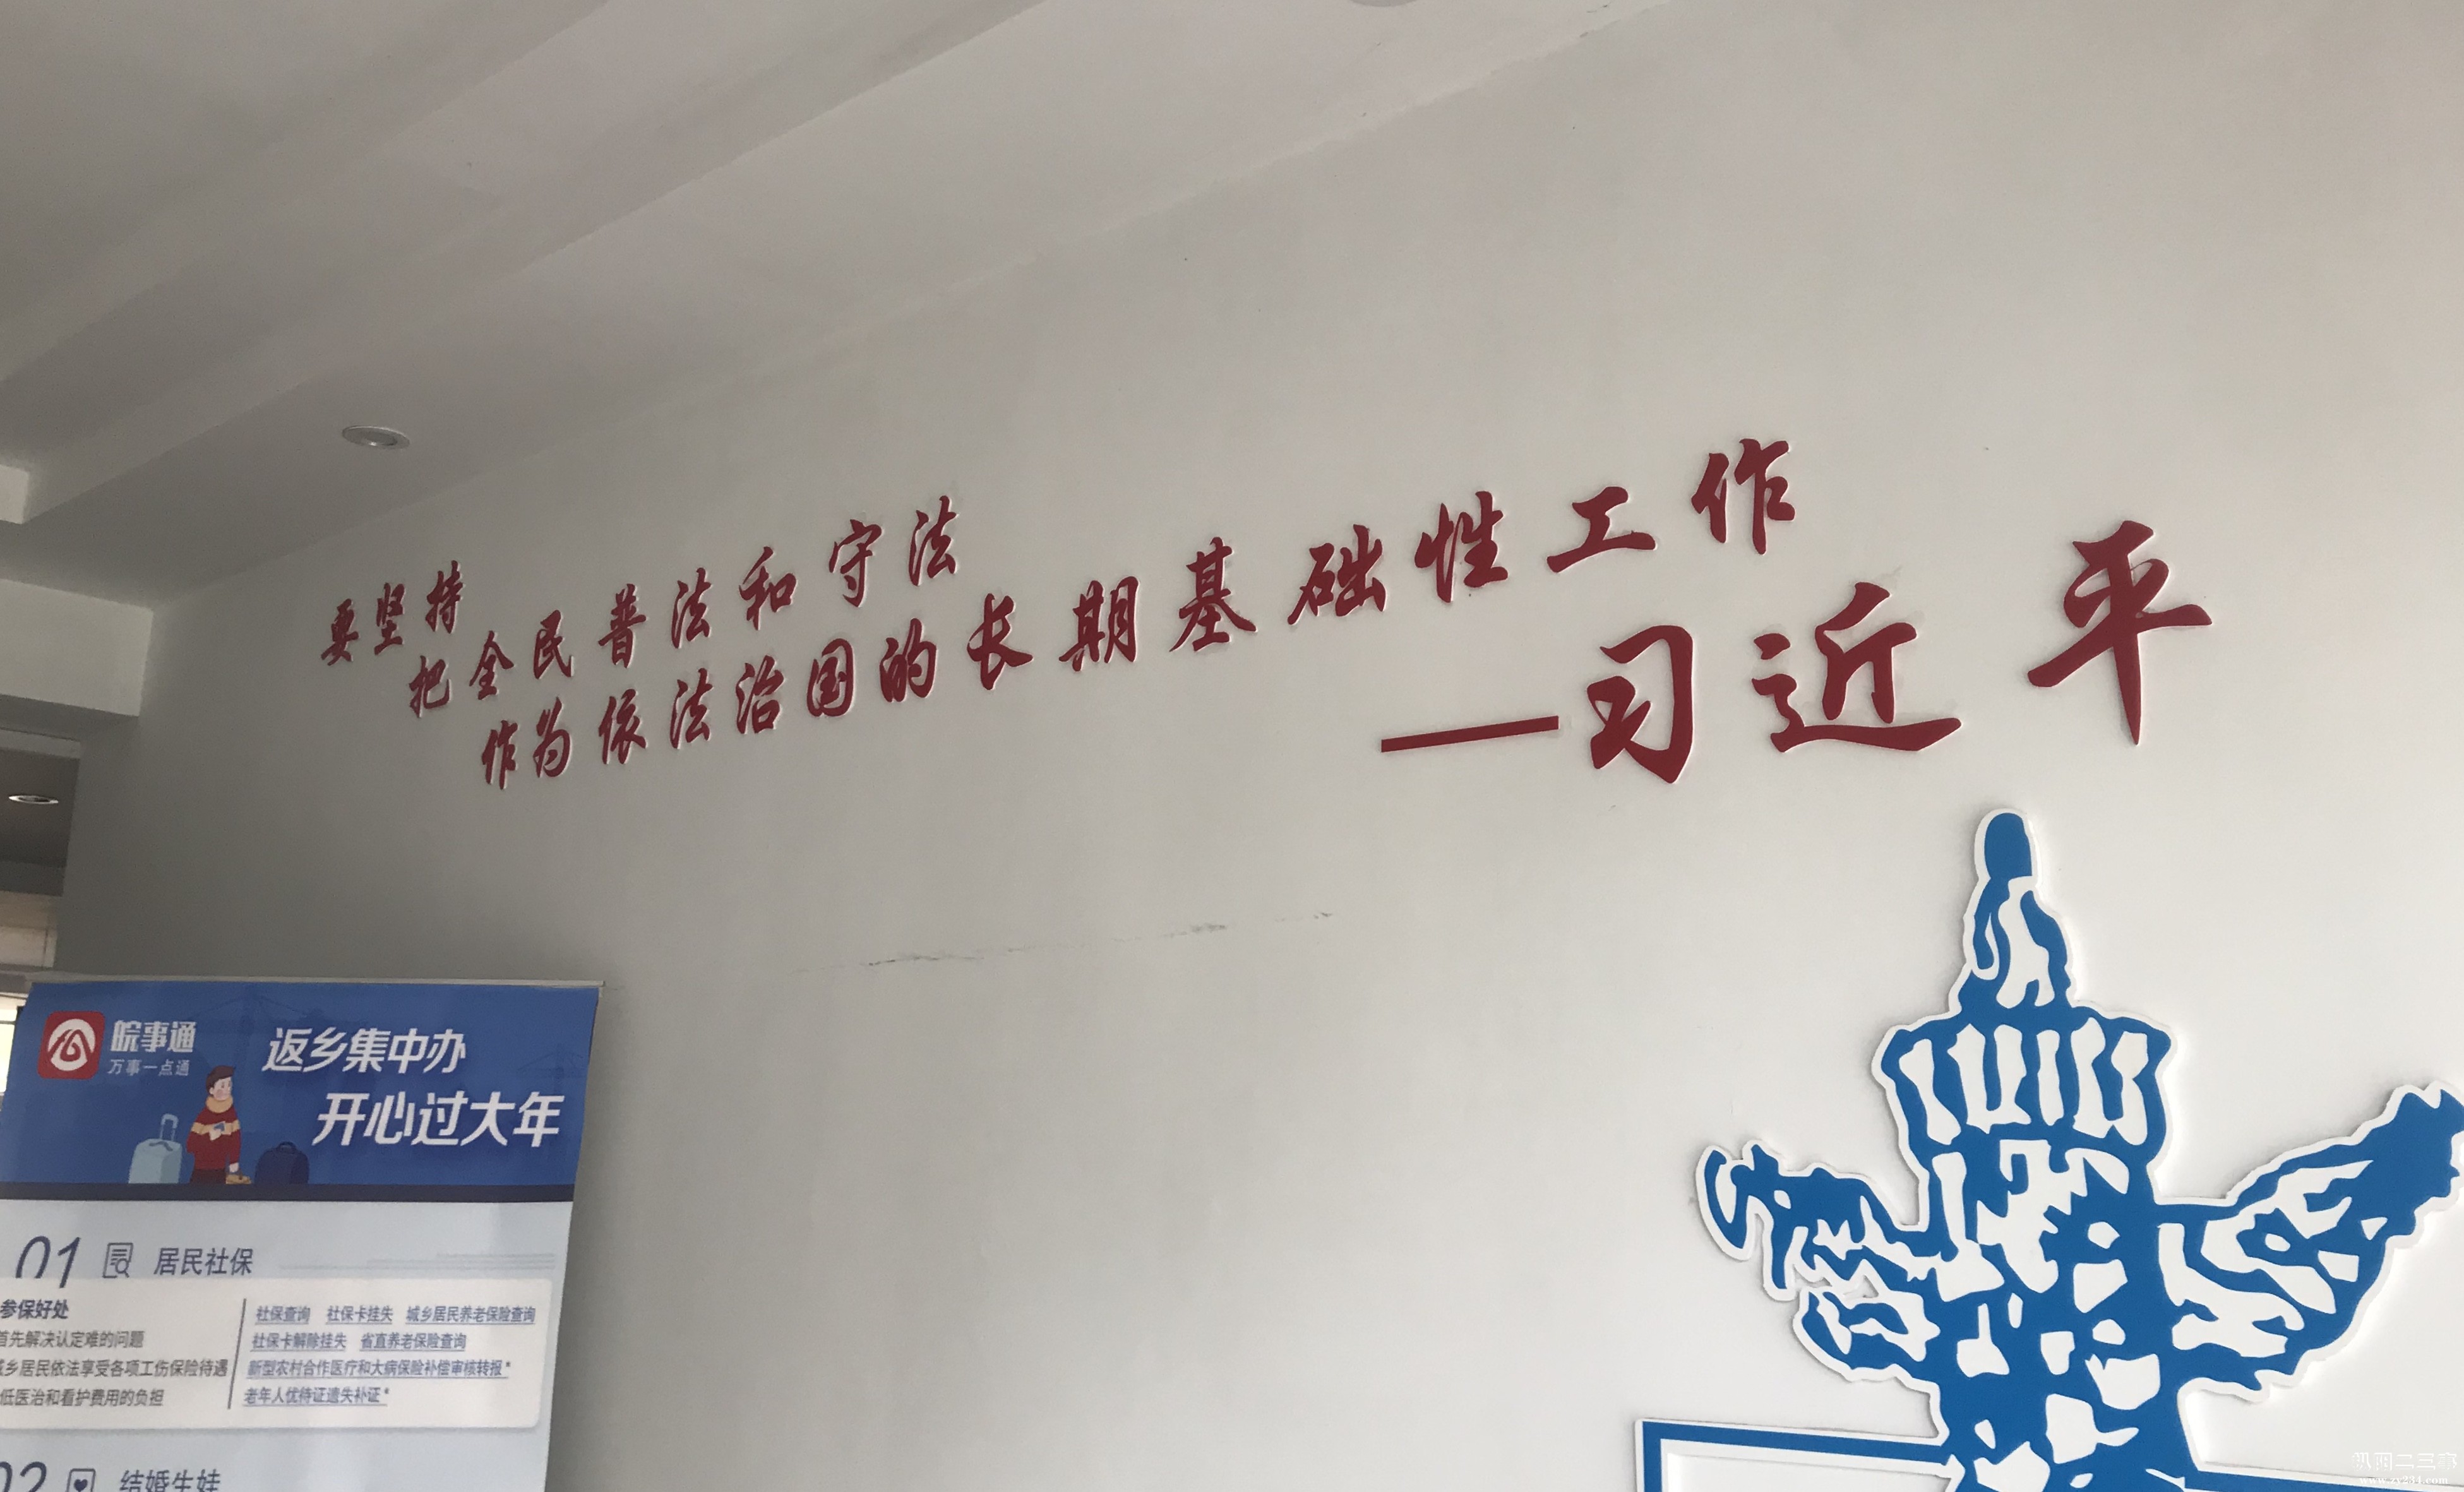 要坚持
把全民普法和守法
作为依法治国的长期基础性工作
——习近平
皖事通
万事一点通
返乡集中办
开心过大年
01 居民社保
参保好处
首先解决认定难的问题
乡居民依法享受各项工伤保险待遇
低医治和看护费用的负担
社保查询 社保卡挂失 城乡居民养老保险查询
社保卡解除挂失 省直养老保险查询
新型农村合作医疗和大病保险补偿审核转报*
老年人优待证遗失补证*
02 结婚生娃
www.zy234.com